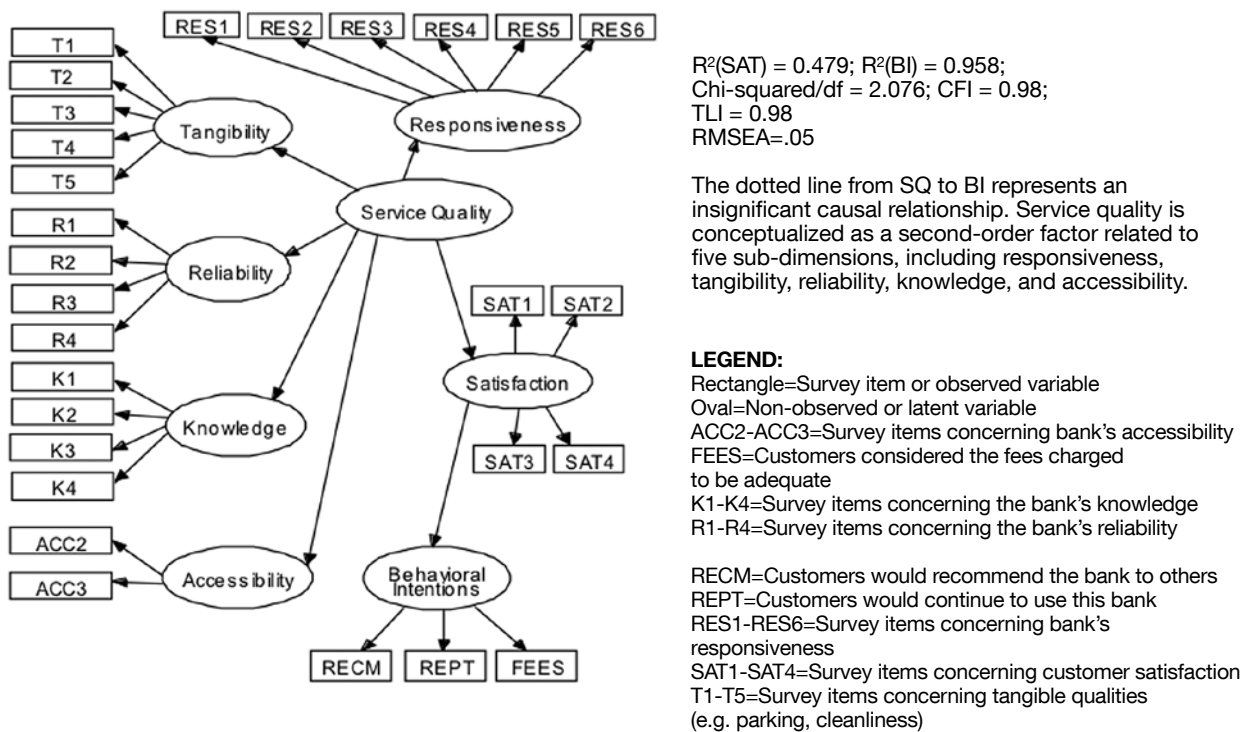 RES1
RES2
RES3
RES4
RES5
RES6
T1
T2
T3
T4
T5
Tangibility
Responsiveness
Service Quality
R1
R2
R3
R4
Reliability
SAT1
SAT2
Satisfaction
SAT3
SAT4
K1
K2
K3
K4
Knowledge
ACC2
ACC3
Accessibility
Behavioral
Intentions
RECM
REPT
FEES
R²(SAT) = 0.479; R²(BI) = 0.958;
Chi-squared/df = 2.076; CFI = 0.98;
TLI = 0.98
RMSEA=.05
The dotted line from SQ to BI represents an
insignificant causal relationship. Service quality is
conceptualized as a second-order factor related to
five sub-dimensions, including responsiveness,
tangibility, reliability, knowledge, and accessibility.
LEGEND:
Rectangle=Survey item or observed variable
Oval=Non-observed or latent variable
ACC2-ACC3=Survey items concerning bank's accessibility
FEES=Customers considered the fees charged
to be adequate
K1-K4=Survey items concerning the bank's knowledge
R1-R4=Survey items concerning the bank's reliability
RECM=Customers would recommend the bank to others
REPT=Customers would continue to use this bank
RES1-RES6=Survey items concerning bank's
responsiveness
SAT1-SAT4=Survey items concerning customer satisfaction
T1-T5=Survey items concerning tangible qualities
(e.g. parking, cleanliness)